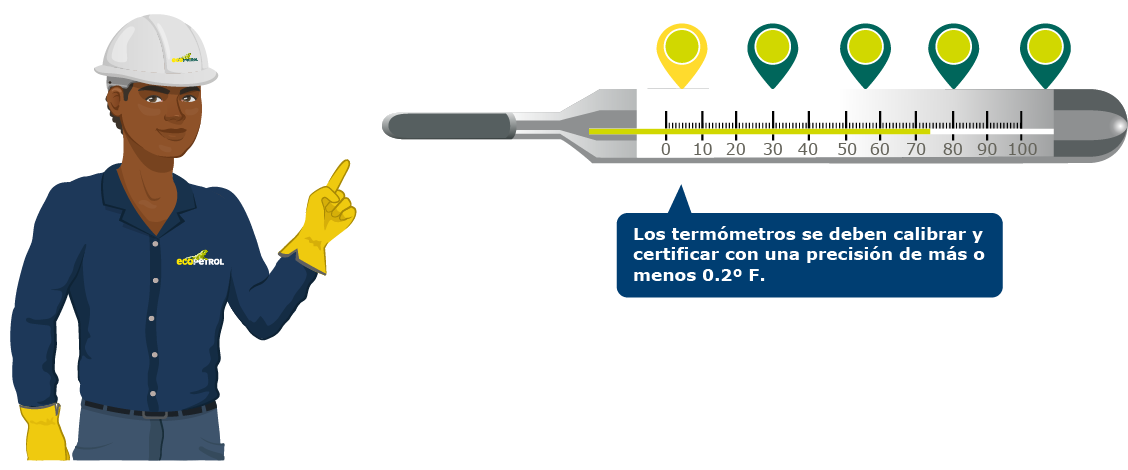 ECOPETROL
0 10 20 30 40 50 60 70 80 90 100
Los termómetros se deben calibrar y
certificar con una precisión de más o
menos 0.2º F.
ecoPETROL